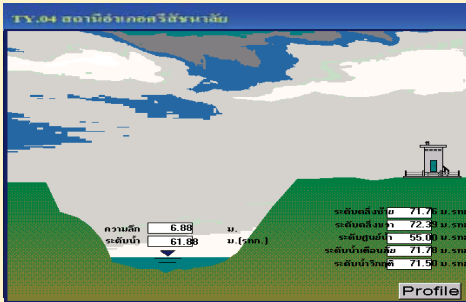 TY.04 สถานีอำเภอศรีสัชนาลัย
ความลึก 6.88 ม.
ระดับน้ำ 61.88 ม.(รทก.)
ระดับตลิ่งซ้าย 71.76 ม.รทก
ระดับตลิ่งขวา 72.39 ม.รทก
ระดับศูนย์น้ำ 55.00 ม.รทก
ระดับน้ำเตือนภัย 71.78 ม.รทก
ระดับน้ำวิกฤติ 71.50 ม.รทก
Profile